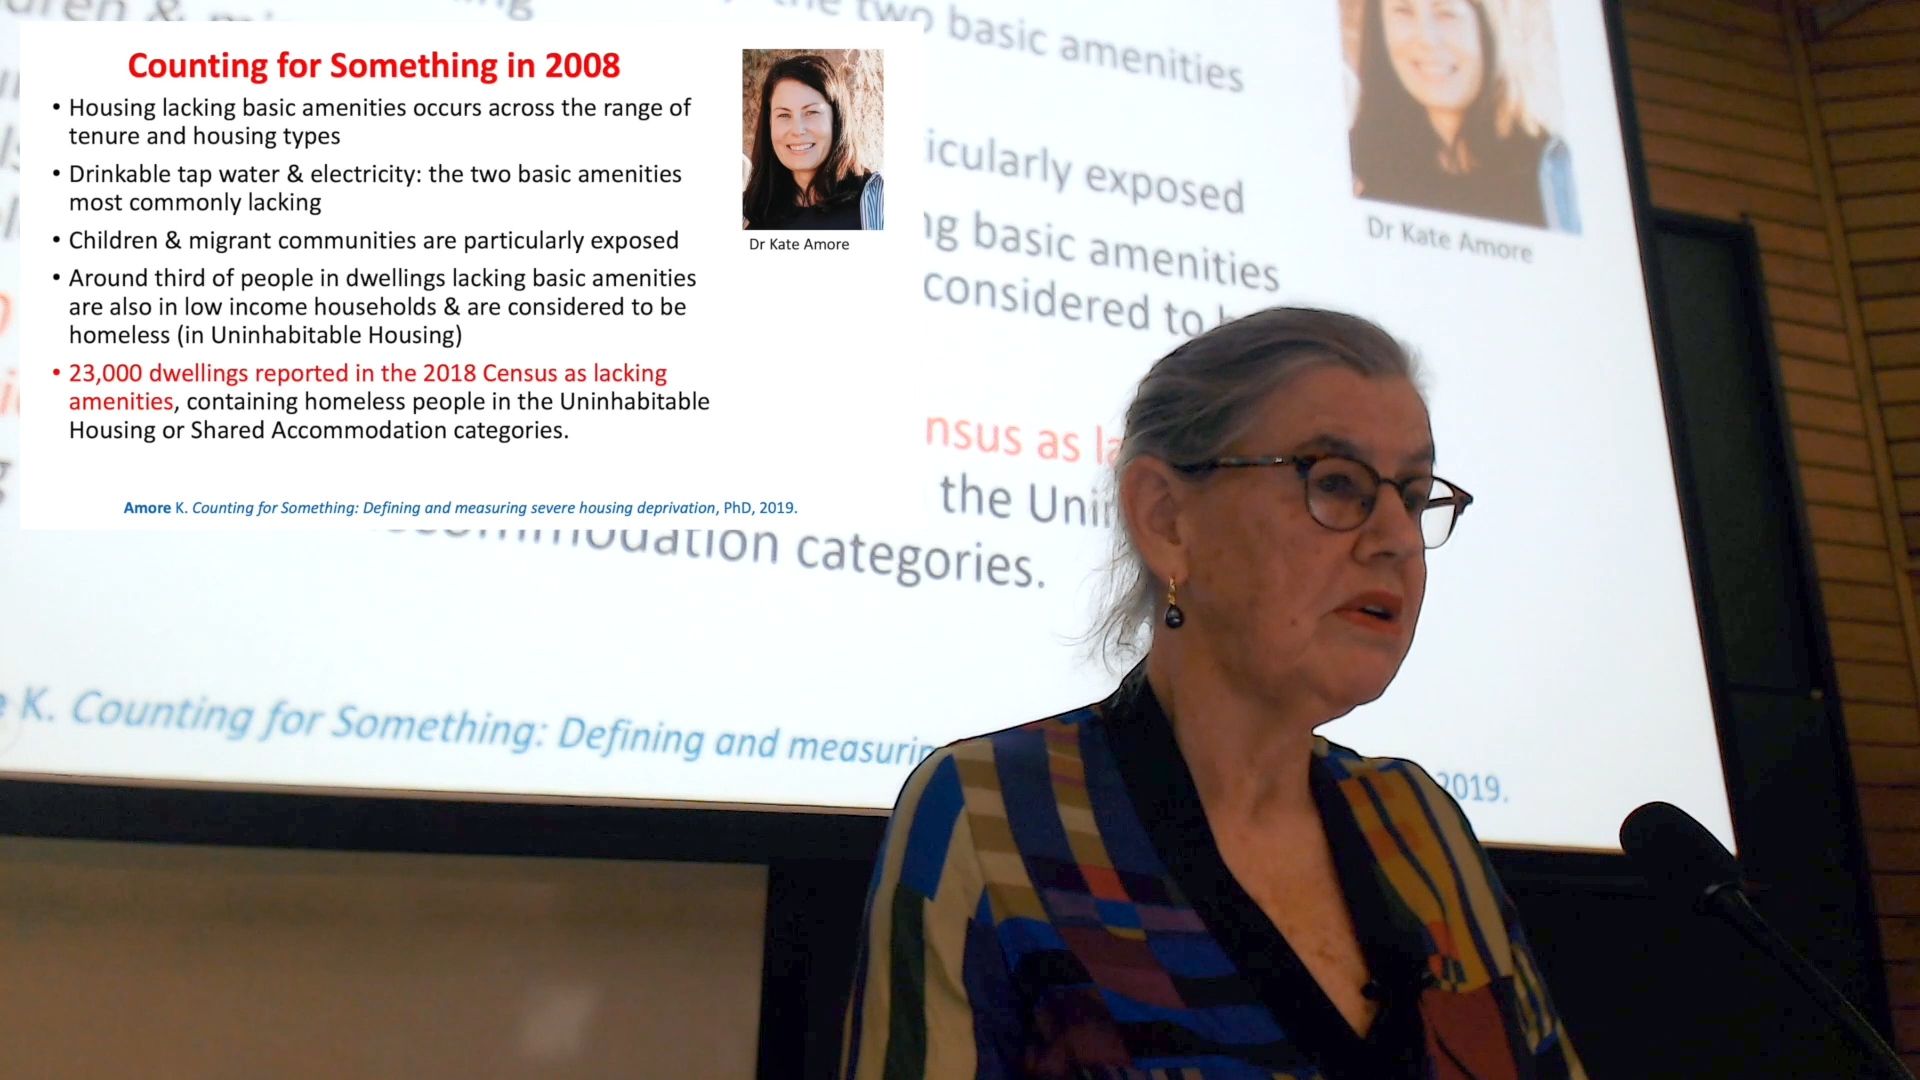 Counting for Something in 2008
• Housing lacking basic amenities occurs across the range of
tenure and housing types
• Drinkable tap water & electricity: the two basic amenities
most commonly lacking
• Children & migrant communities are particularly exposed
• Around third of people in dwellings lacking basic amenities
are also in low income households & are considered to be
homeless (in Uninhabitable Housing)
• 23,000 dwellings reported in the 2018 Census as lacking
amenities, containing homeless people in the Uninhabitable
Housing or Shared Accommodation categories.
Amore K. Counting for Something: Defining and measuring severe housing deprivation, PhD, 2019.
Dr Kate Amore
two basic amenities
icularly exposed
ng basic amenities
considered to
nsus as la
the Unin
ccommodation categories.
K. Counting for Something: Defining and measurin
2019.
Dr Kate Amore